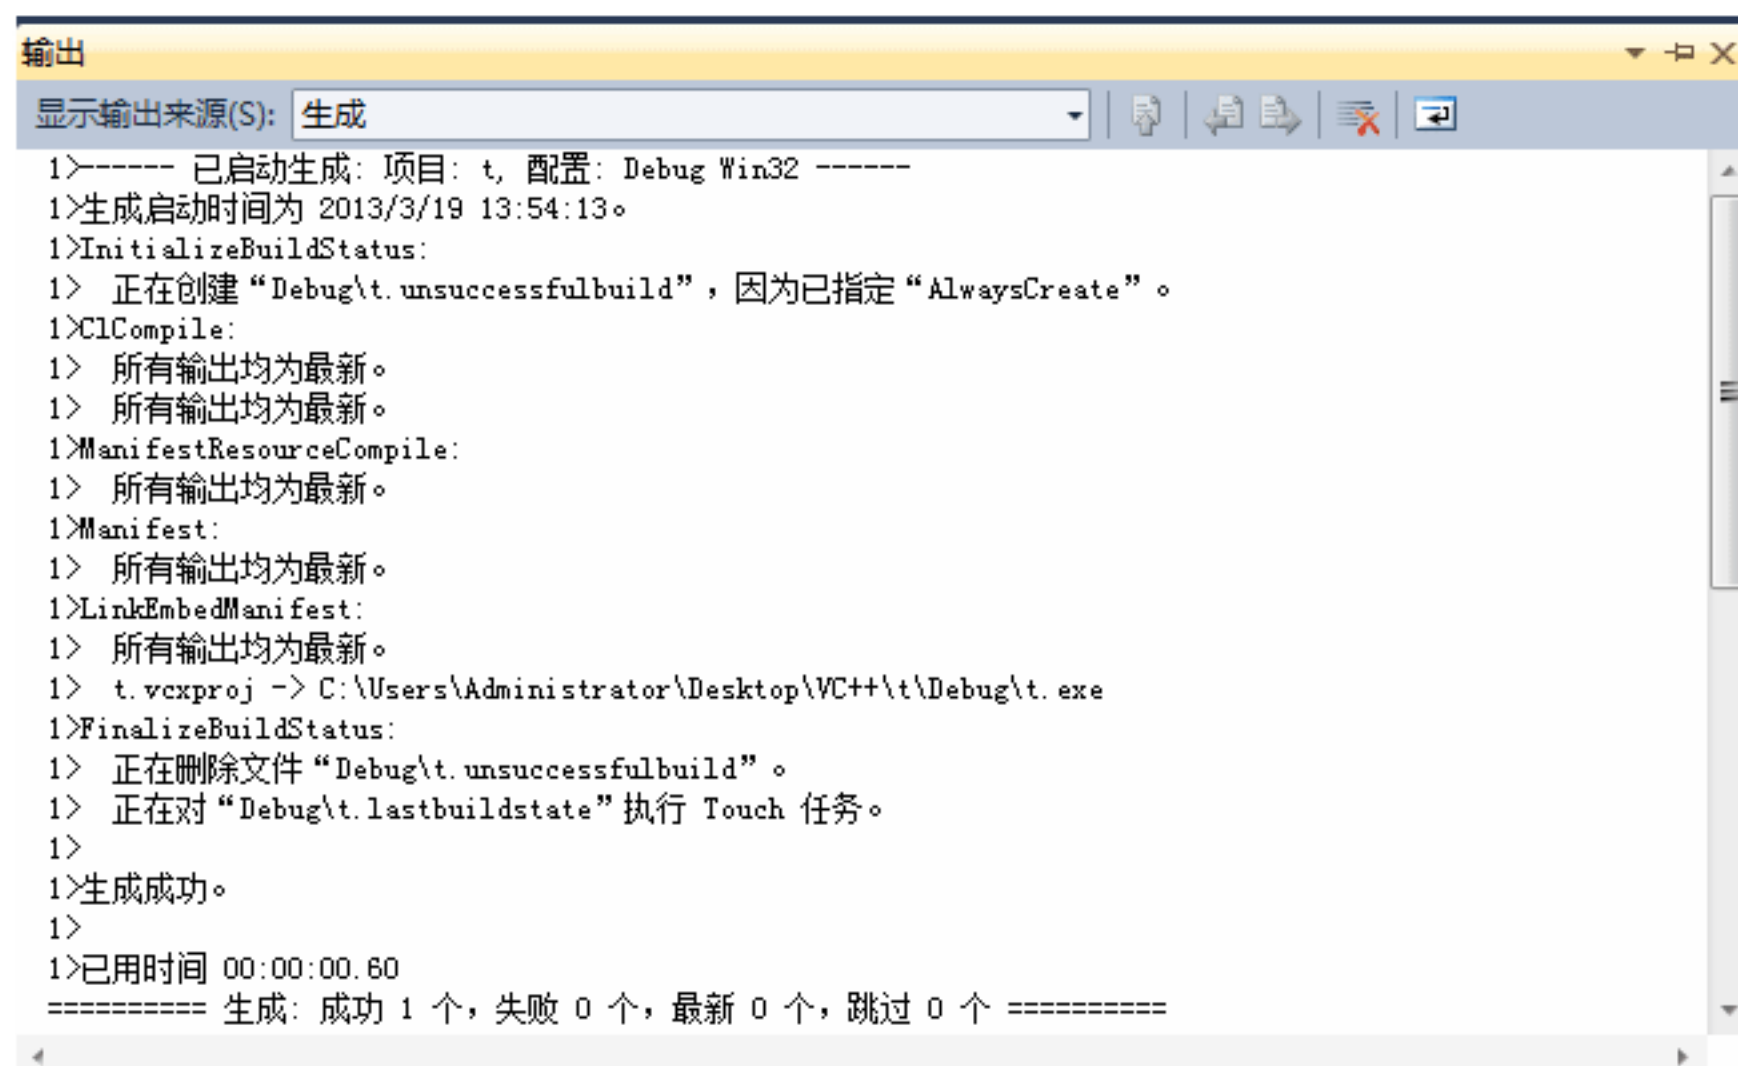 输出
显示输出来源(S): 生成
1>------ 已启动生成: 项目: t, 配置: Debug Win32 ------
1>生成启动时间为 2013/3/19 13:54:13。
1>InitializeBuildStatus:
1>  正在创建“Debug\t.unsuccessfulbuild”，因为已指定“AlwaysCreate”。
1>ClCompile:
1>  所有输出均为最新。
1>  所有输出均为最新。
1>ManifestResourceCompile:
1>  所有输出均为最新。
1>Manifest:
1>  所有输出均为最新。
1>LinkEmbedManifest:
1>  所有输出均为最新。
1>  t.vcxproj -> C:\Users\Administrator\Desktop\VC++\t\Debug\t.exe
1>FinalizeBuildStatus:
1>  正在删除文件“Debug\t.unsuccessfulbuild”。
1>  正在对“Debug\t.lastbuildstate”执行 Touch 任务。
1>
1>生成成功。
1>
1>已用时间 00:00:00.60
========== 生成: 成功 1 个，失败 0 个，最新 0 个，跳过 0 个 ==========